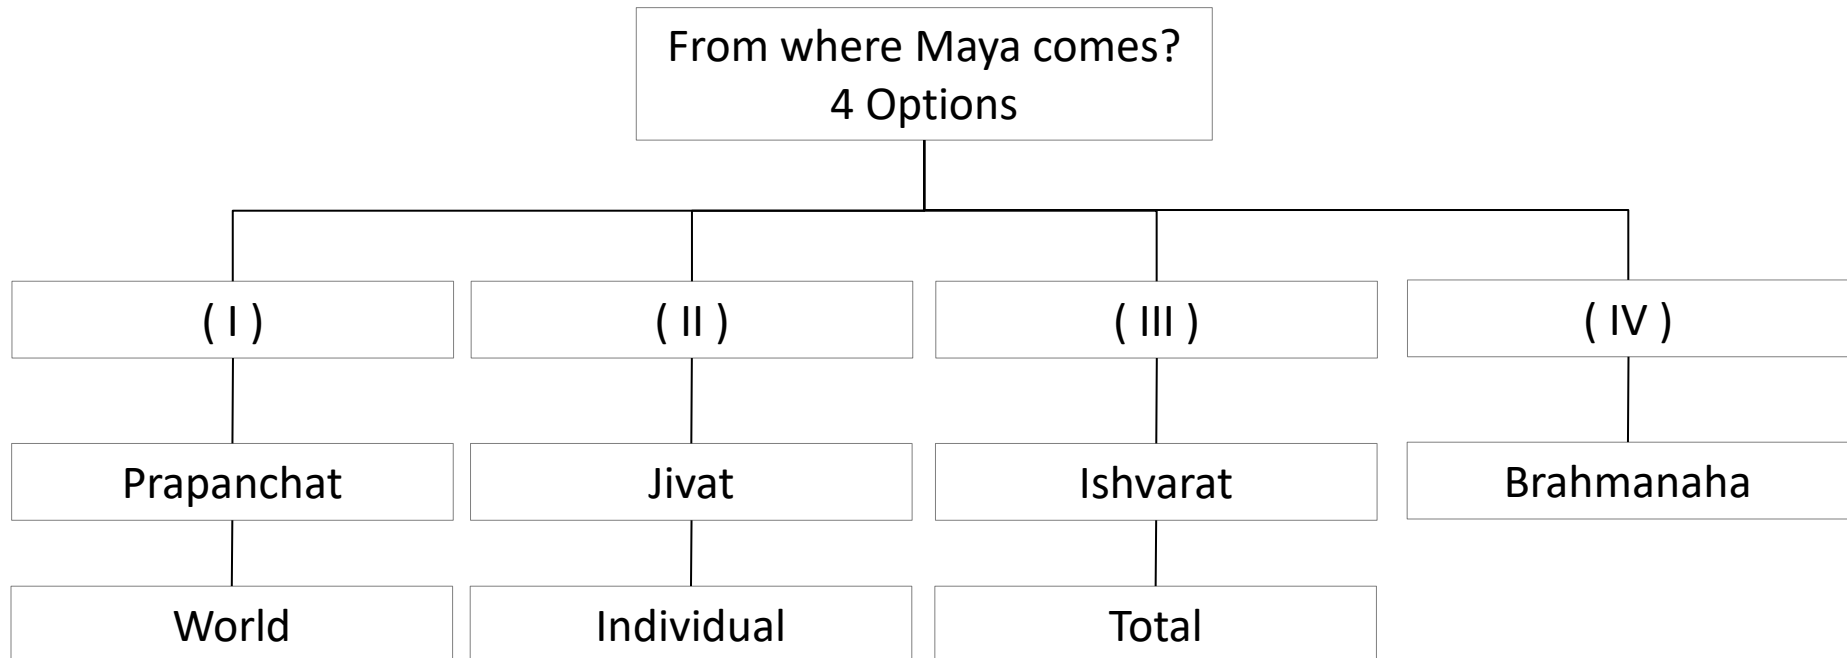 From where Maya comes?
4 Options
( I )
( II )
( III )
( IV )
Prapanchat
Jivat
Ishvarat
Brahmanaha
World
Individual
Total